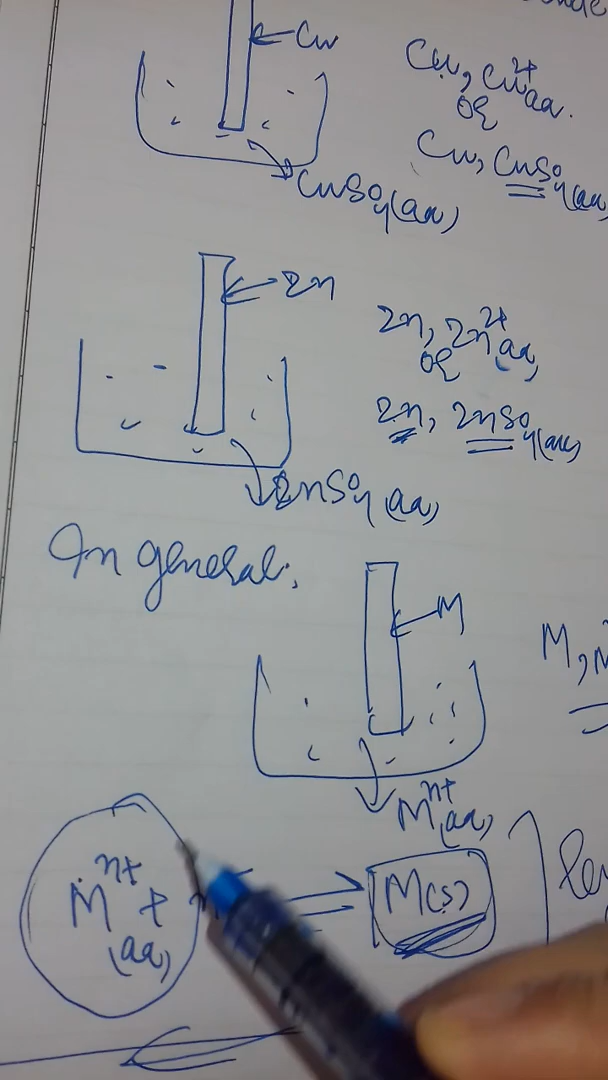 Cu
Cu, Cu²⁺aq.
OR
Cu, CuSO₄(aq)
CuSO₄(aq)
Zn
Zn, Zn²⁺(aq)
OR
Zn, ZnSO₄(aq)
ZnSO₄(aq)
In general,
M
M,
Mⁿ⁺(aq)
Mⁿ⁺(aq) + ⇌ M(s)